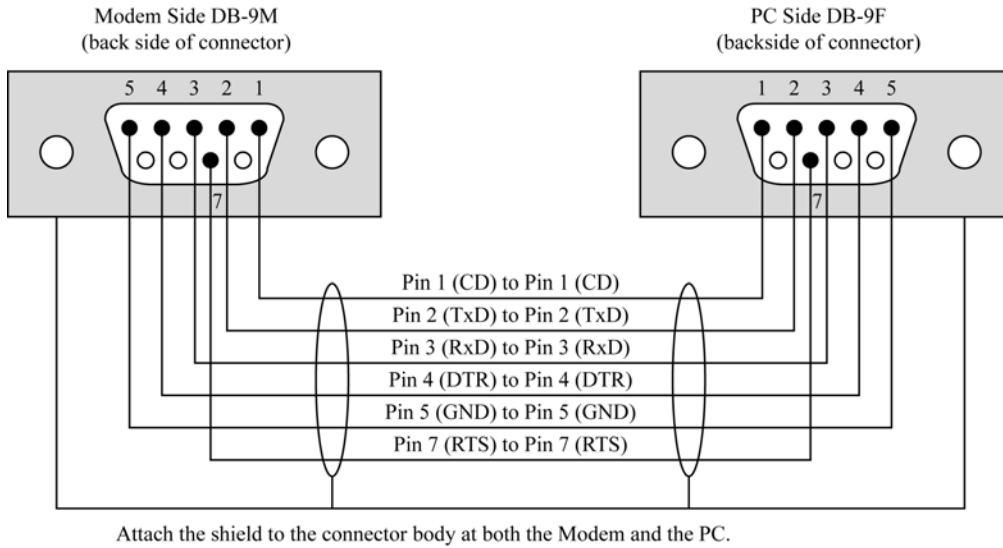 Modem Side DB-9M
(back side of connector)
PC Side DB-9F
(backside of connector)
5 4 3 2 1
1 2 3 4 5
7
7
Pin 1 (CD) to Pin 1 (CD)
Pin 2 (TxD) to Pin 2 (TxD)
Pin 3 (RxD) to Pin 3 (RxD)
Pin 4 (DTR) to Pin 4 (DTR)
Pin 5 (GND) to Pin 5 (GND)
Pin 7 (RTS) to Pin 7 (RTS)
Attach the shield to the connector body at both the Modem and the PC.